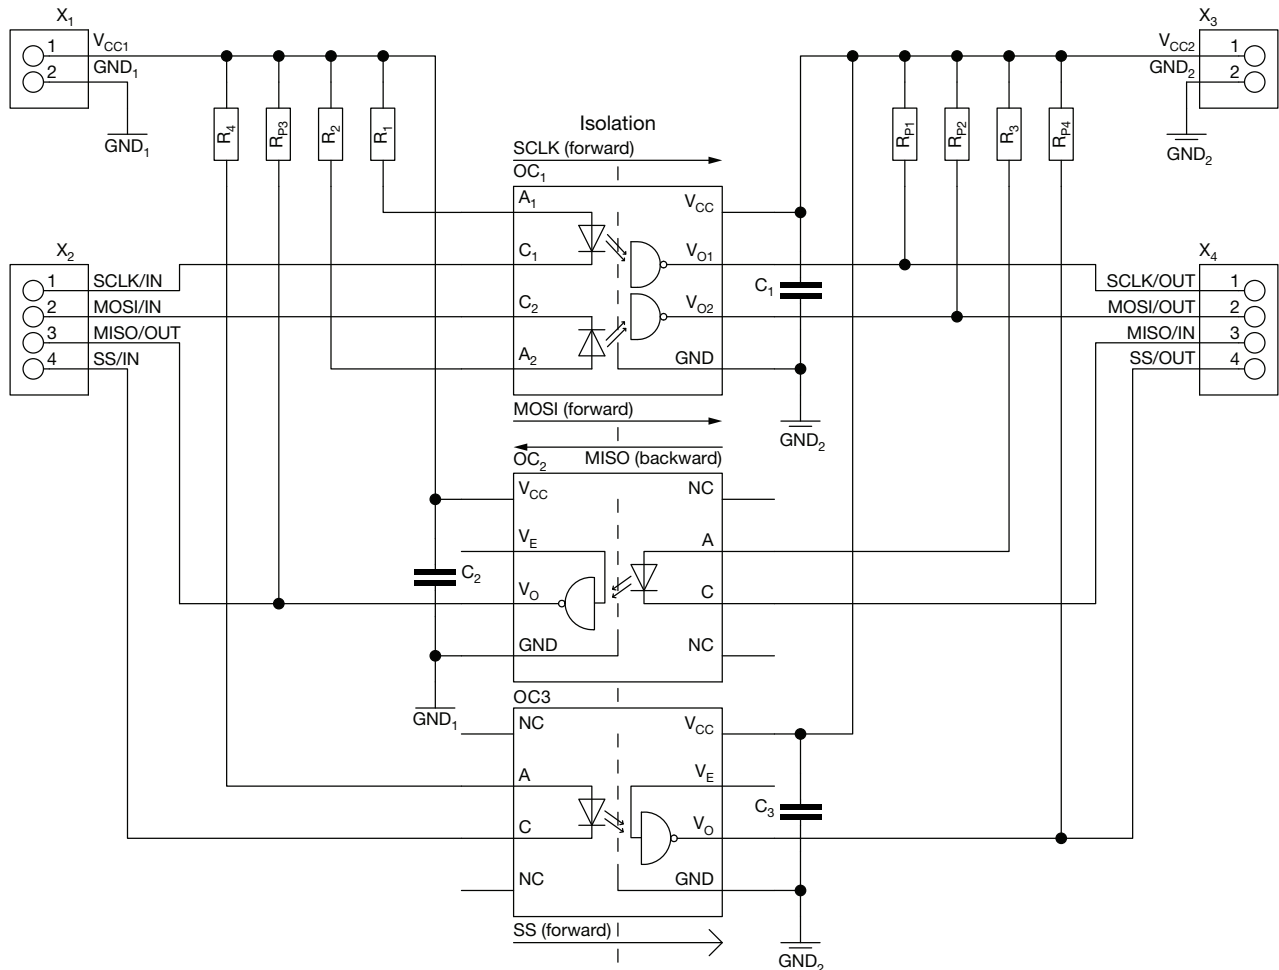 X1
1 VCC1
2 GND1
GND1
R4
RP3
R2
R1
Isolation
SCLK (forward)
OC1
A1
C1
C2
A2
VCC
VO1
VO2
GND
MOSI (forward)
C1
GND2
RP1
RP2
R3
RP4
X3
VCC2 1
GND2 2
GND2
X2
1 SCLK/IN
2 MOSI/IN
3 MISO/OUT
4 SS/IN
X4
SCLK/OUT 1
MOSI/OUT 2
MISO/IN 3
SS/OUT 4
MISO (backward)
OC2
VCC
VE
VO
GND
NC
A
C
NC
C2
GND1
OC3
NC
A
C
NC
VCC
VE
VO
GND
C3
GND2
SS (forward)